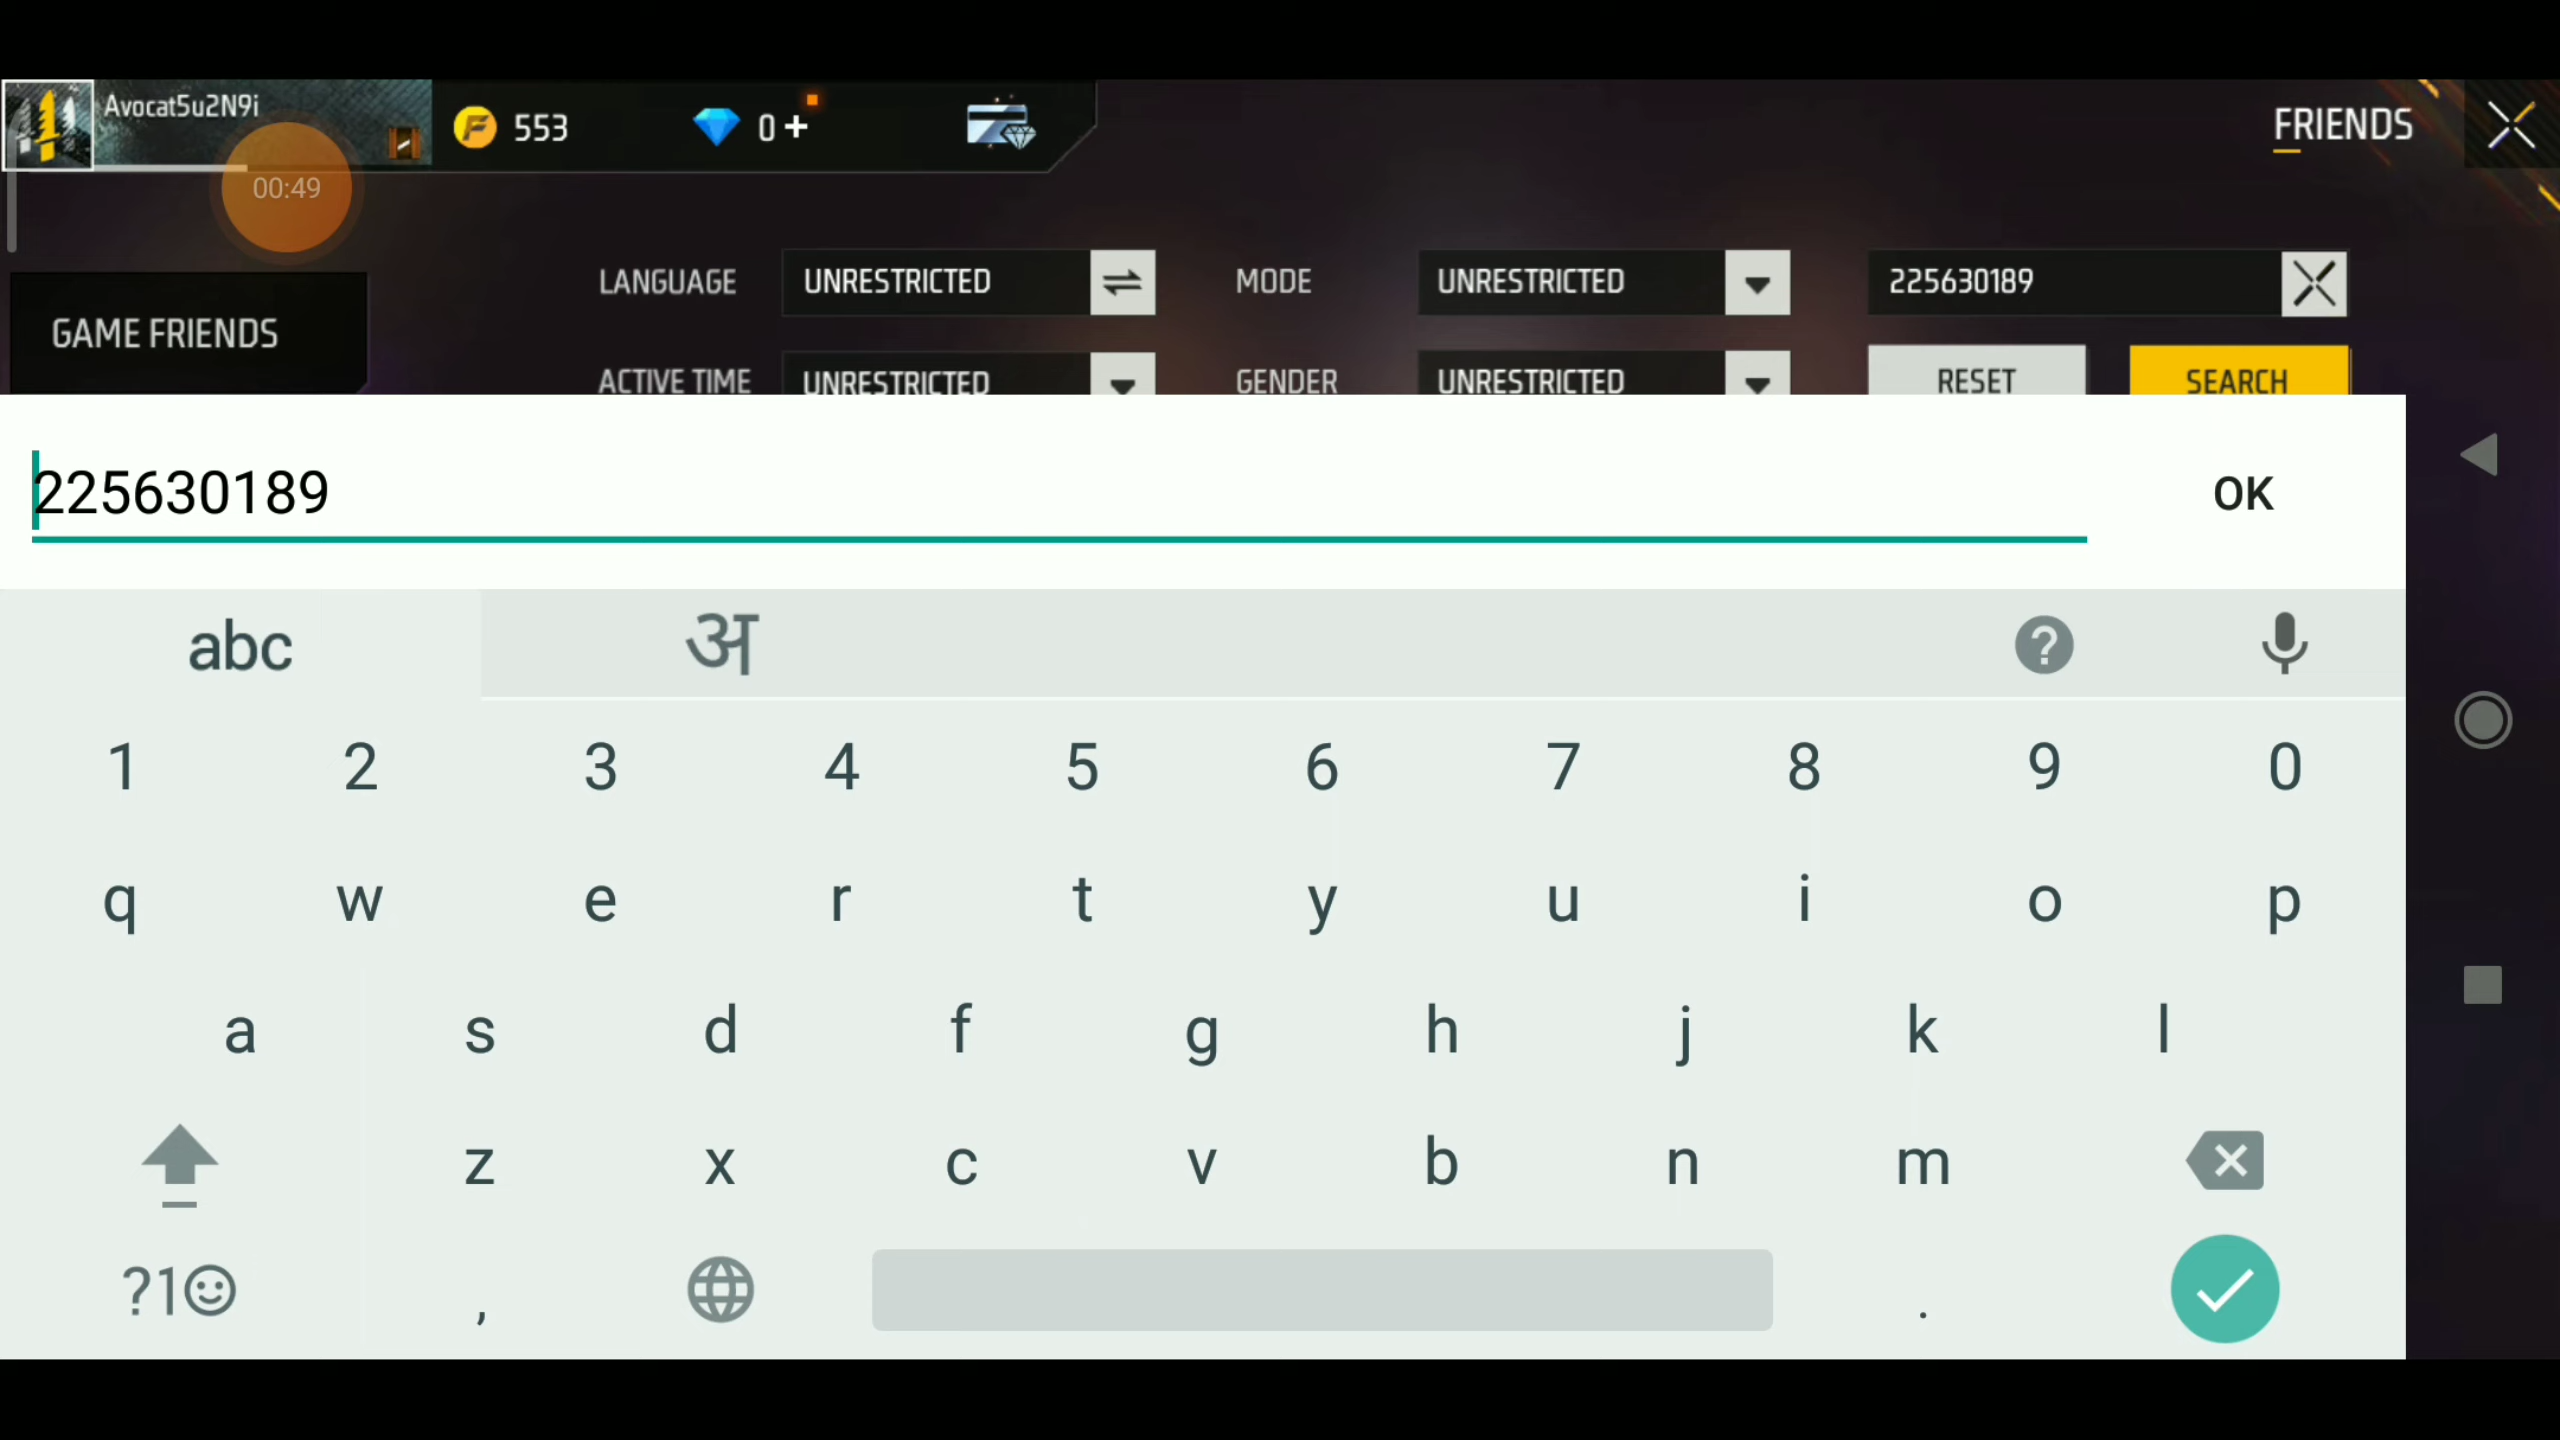 Avocat5u2N9i
553
0+
FRIENDS
00:49
LANGUAGE UNRESTRICTED MODE UNRESTRICTED 225630189
GAME FRIENDS
ACTIVE TIME UNRESTRICTED GENDER UNRESTRICTED RESET SEARCH
225630189 OK
abc अ ?
1 2 3 4 5 6 7 8 9 0
q w e r t y u i o p
a s d f g h j k l
z x c v b n m
?1☺ , .